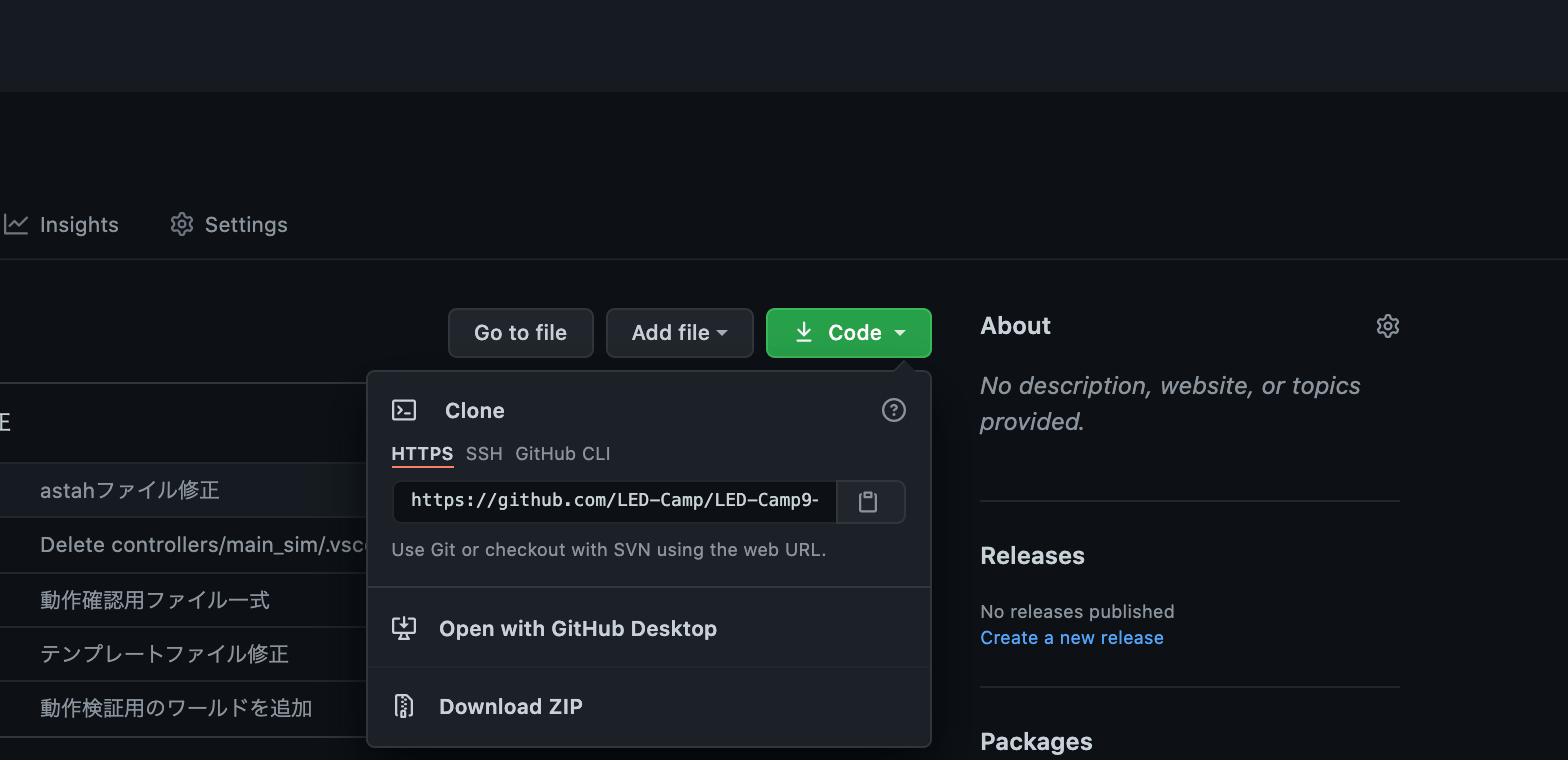 Insights
Settings
Go to file
Add file
Code
About
No description, website, or topics
provided.
正
astahファイル修正
Delete controllers/main_sim/.vsc
動作確認用ファイル一式
テンプレートファイル修正
動作検証用のワールドを追加
Clone
HTTPS SSH GitHub CLI
https://github.com/LED-Camp/LED-Camp9-
Use Git or checkout with SVN using the web URL.
Open with GitHub Desktop
Download ZIP
Releases
No releases published
Create a new release
Packages